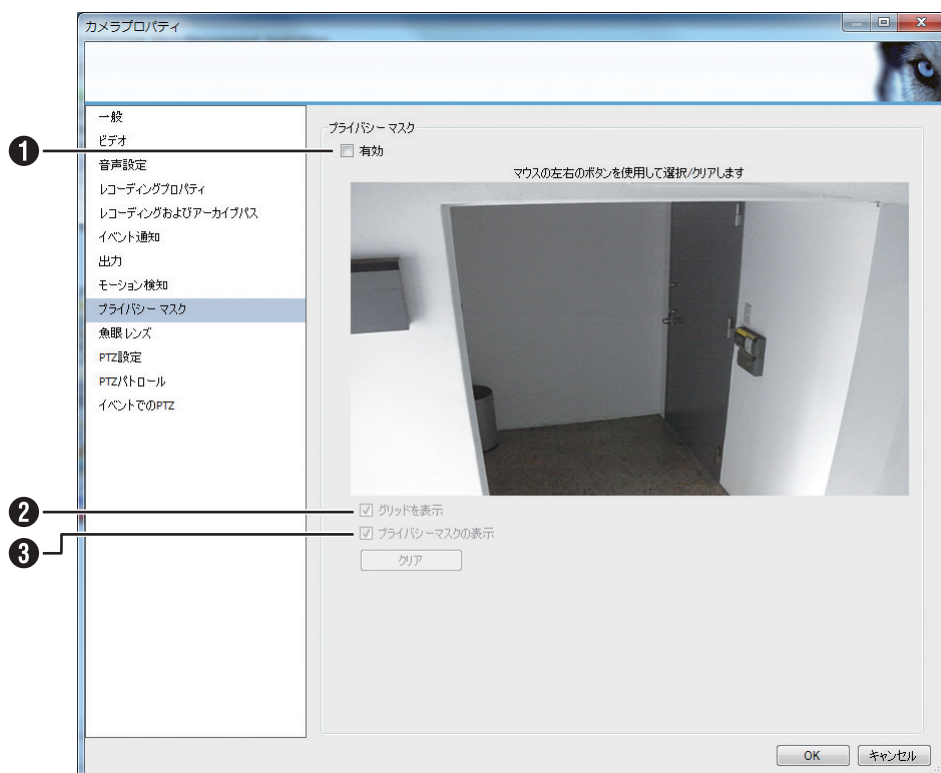 カメラプロパティ
一般
ビデオ
音声設定
レコーディングプロパティ
レコーディングおよびアーカイブパス
イベント通知
出力
モーション検知
プライバシー マスク
魚眼 レンズ
PTZ設定
PTZパトロール
イベントでのPTZ
プライバシー マスク
❶
有効
マウスの左右のボタンを使用して選択/クリアします
❷
グリッドを表示
❸
プライバシーマスクの表示
クリア
OK
キャンセル